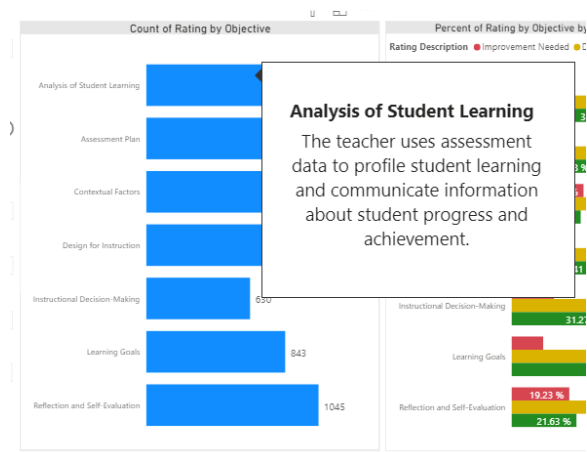 Count of Rating by Objective
Analysis of Student Learning
Assessment Plan
Contextual Factors
Design for Instruction
Instructional Decision-Making
630
Learning Goals
843
Reflection and Self-Evaluation
1045
Percent of Rating by Objective by
Rating Description Improvement Needed
Analysis of Student Learning
The teacher uses assessment
data to profile student learning
and communicate information
about student progress and
achievement.
Instructional Decision-Making
Learning Goals
Reflection and Self-Evaluation
19.23 %
21.63 %